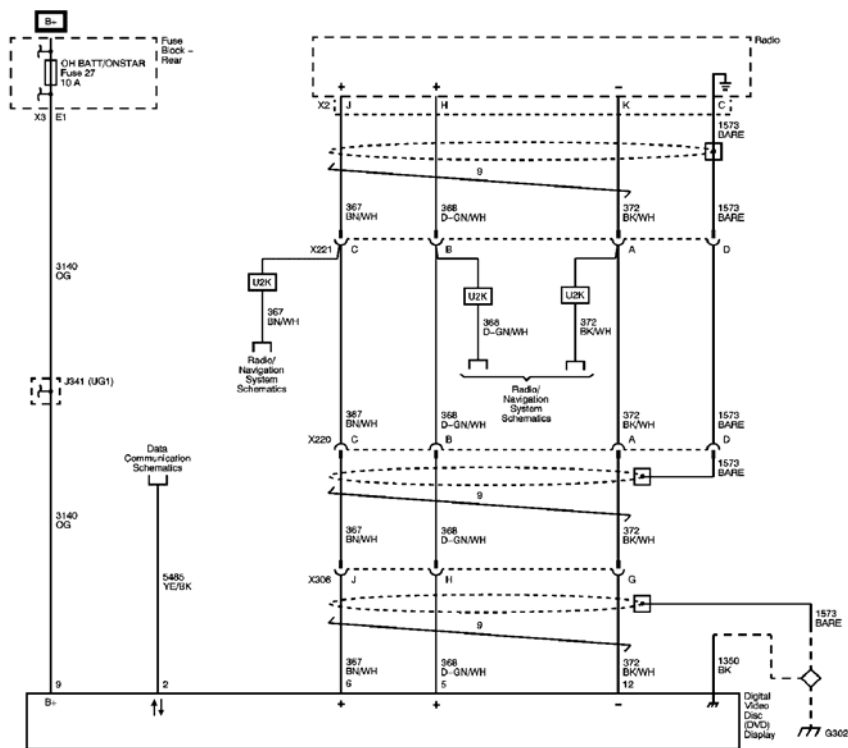 B+
Fuse
Block –
Rear
OH BATT/ONSTAR
Fuse 27
10 A
X3 E1
Radio
+ + –
X2 J H K C
1573
BARE
9
367
BN/WH
368
D-GN/WH
372
BK/WH
1573
BARE
X221 C B A D
3140
OG
U2K
U2K
U2K
367
BN/WH
368
D-GN/WH
372
BK/WH
Radio/
Navigation
System
Schematics
Radio/
Navigation
System
Schematics
J341 (UG1)
367
BN/WH
368
D-GN/WH
372
BK/WH
1573
BARE
X220 C B A D
Data
Communication
Schematics
1573
BARE
9
3140
OG
367
BN/WH
368
D-GN/WH
372
BK/WH
5485
YE/BK
X308 J H G
1573
BARE
9
367
BN/WH
368
D-GN/WH
372
BK/WH
1350
BK
9 2 6 5 12
B+ + + –
Digital
Video
Disc
(DVD)
Display
G302